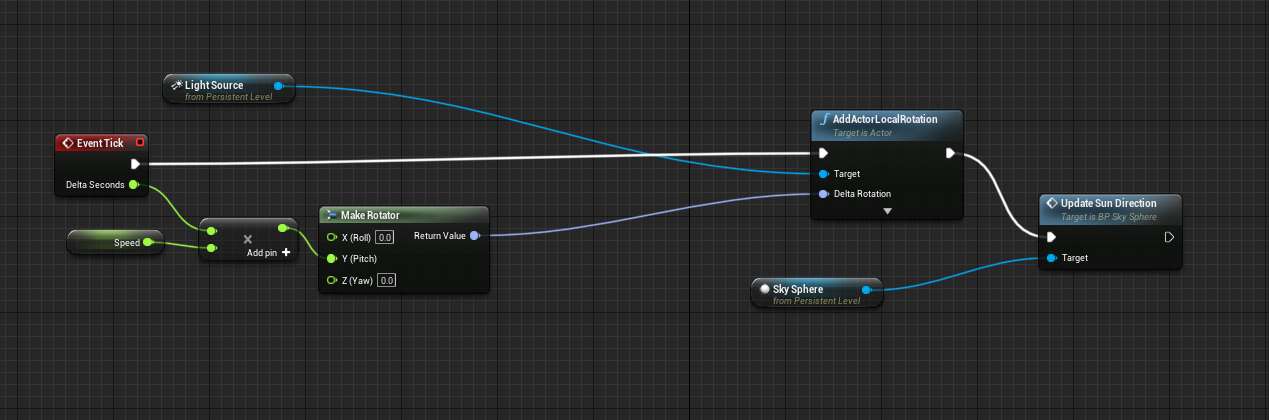 Light Source
from Persistent Level
Event Tick
Delta Seconds
Speed
Add pin
Make Rotator
X (Roll) 0.0
Return Value
Y (Pitch)
Z (Yaw) 0.0
AddActorLocalRotation
Target is Actor
Target
Delta Rotation
Sky Sphere
from Persistent Level
Update Sun Direction
Target is BP Sky Sphere
Target